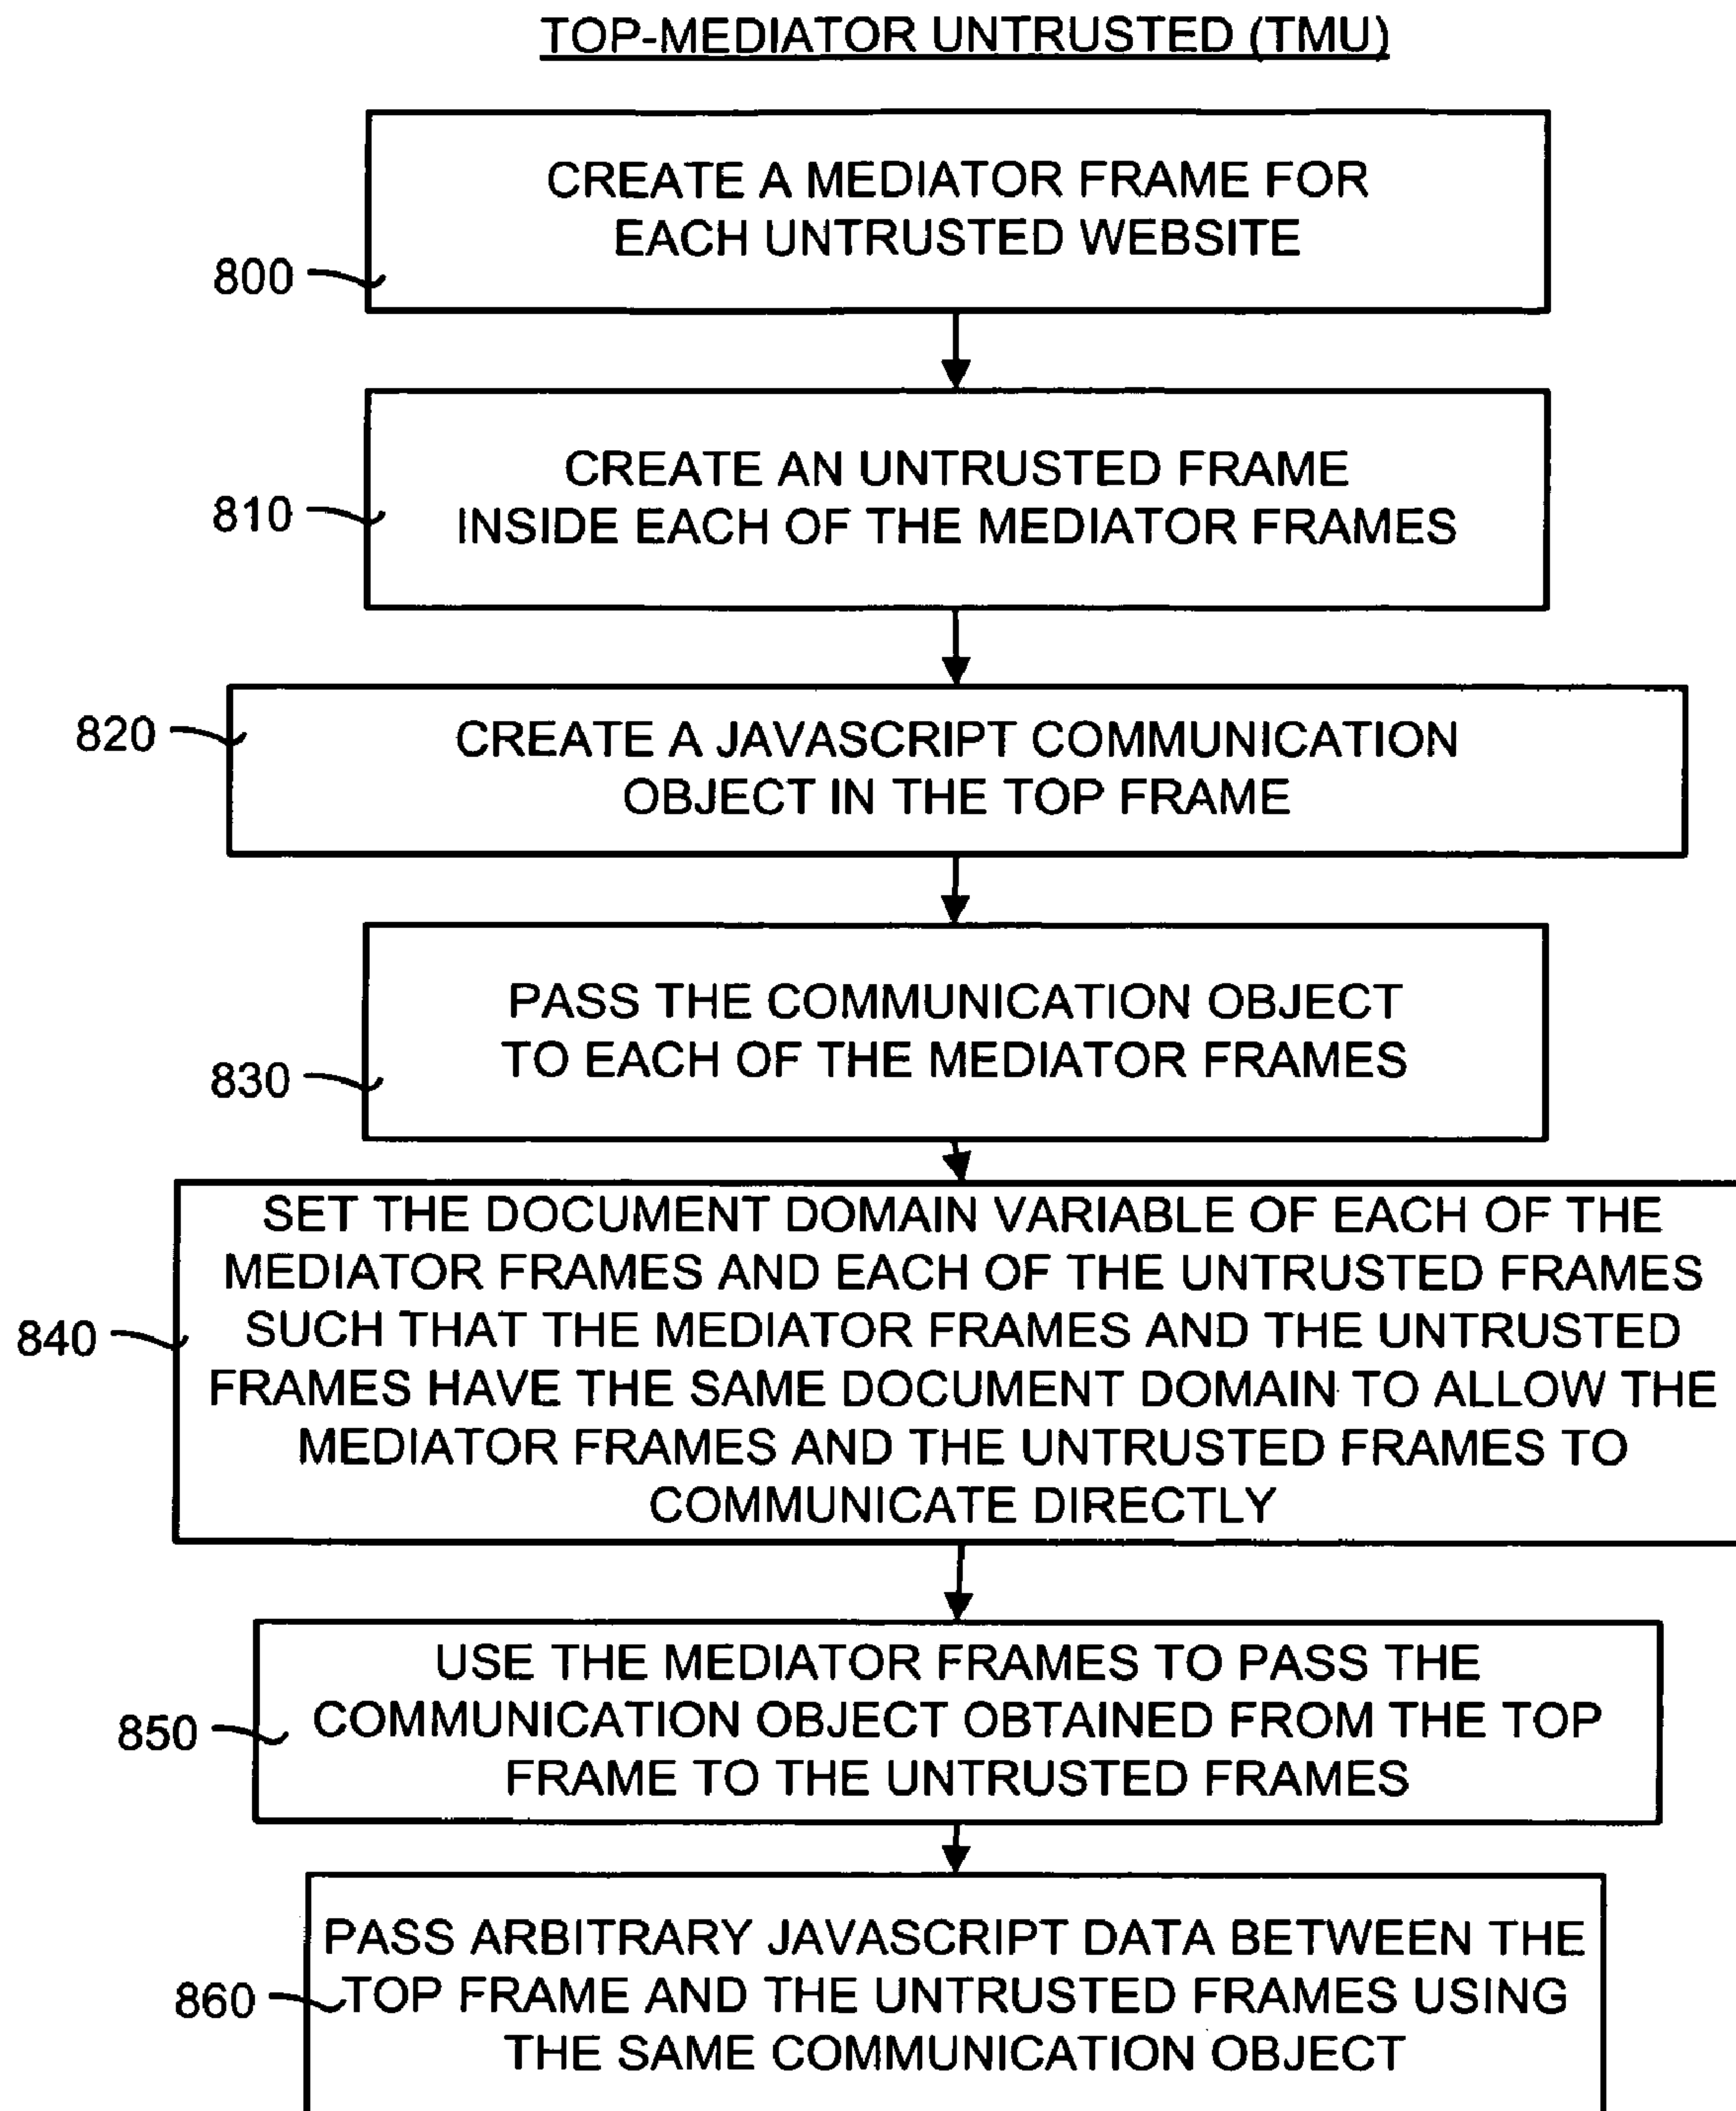 TOP-MEDIATOR UNTRUSTED (TMU)
CREATE A MEDIATOR FRAME FOR
EACH UNTRUSTED WEBSITE
800
CREATE AN UNTRUSTED FRAME
INSIDE EACH OF THE MEDIATOR FRAMES
810
820
CREATE A JAVASCRIPT COMMUNICATION
OBJECT IN THE TOP FRAME
PASS THE COMMUNICATION OBJECT
TO EACH OF THE MEDIATOR FRAMES
830
SET THE DOCUMENT DOMAIN VARIABLE OF EACH OF THE
MEDIATOR FRAMES AND EACH OF THE UNTRUSTED FRAMES
SUCH THAT THE MEDIATOR FRAMES AND THE UNTRUSTED
840
FRAMES HAVE THE SAME DOCUMENT DOMAIN TO ALLOW THE
MEDIATOR FRAMES AND THE UNTRUSTED FRAMES TO
COMMUNICATE DIRECTLY
USE THE MEDIATOR FRAMES TO PASS THE
COMMUNICATION OBJECT OBTAINED FROM THE TOP
850
FRAME TO THE UNTRUSTED FRAMES
PASS ARBITRARY JAVASCRIPT DATA BETWEEN THE
TOP FRAME AND THE UNTRUSTED FRAMES USING
860
THE SAME COMMUNICATION OBJECT